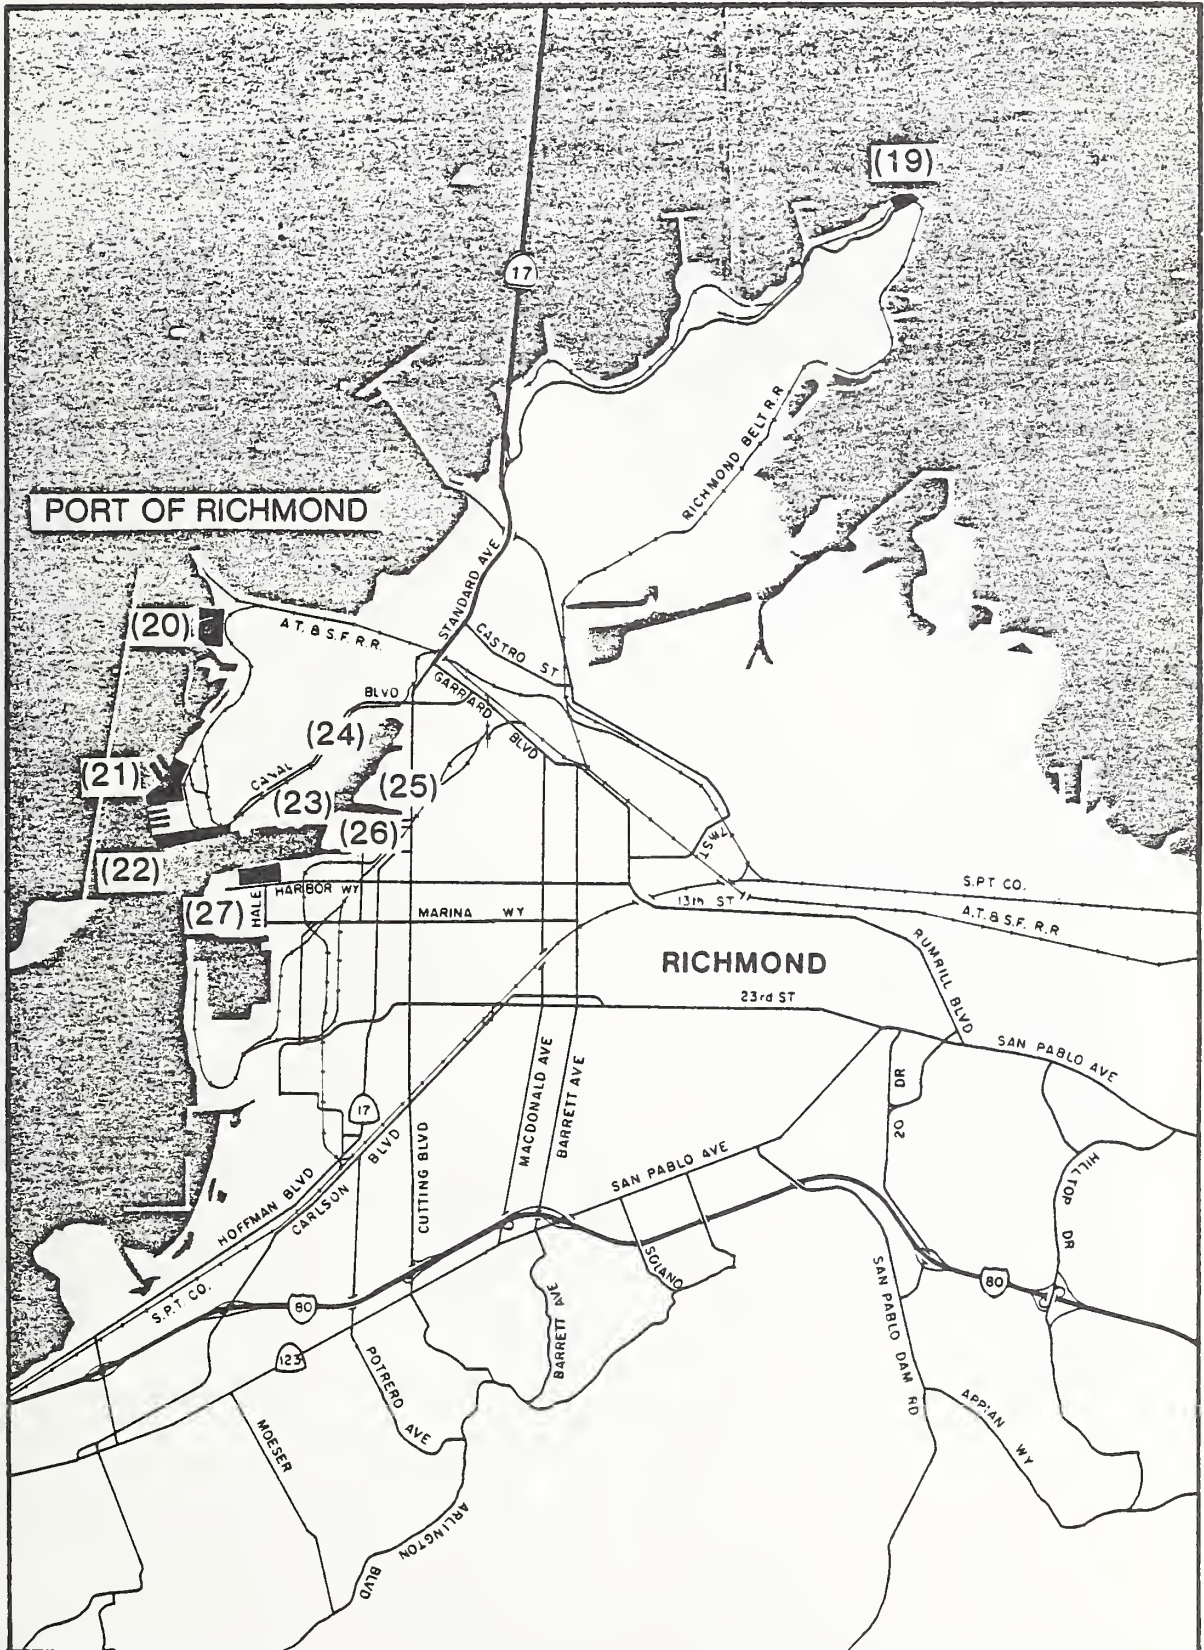 (19)
17
RICHMOND BELT R.R
PORT OF RICHMOND
STANDARD AVE
(20)
A.T. & S.F. R.R.
CASTRO ST
BLVD
GARRARD
BLVD
(24)
(21)
CANAL
(25)
(23)
(26)
7TH ST
(22)
HARBOR WY
S.P.T CO.
13th ST
(27)
HALE
MARINA WY
A.T. & S.F. R.R
RUMRILL BLVD
RICHMOND
23rd ST
SAN PABLO AVE
MACDONALD AVE
BARRETT AVE
20
DR
17
CUTTING BLVD
SAN PABLO AVE
HILLTOP
DR
HOFFMAN BLVD
CARLSON
BLVD
SOLANO
S.P.T. CO.
80
80
BARRETT AVE
SAN PABLO DAM RD
123
POTRERO
AVE
APPIAN
WY
MOESER
ARLINGTON
BLVD